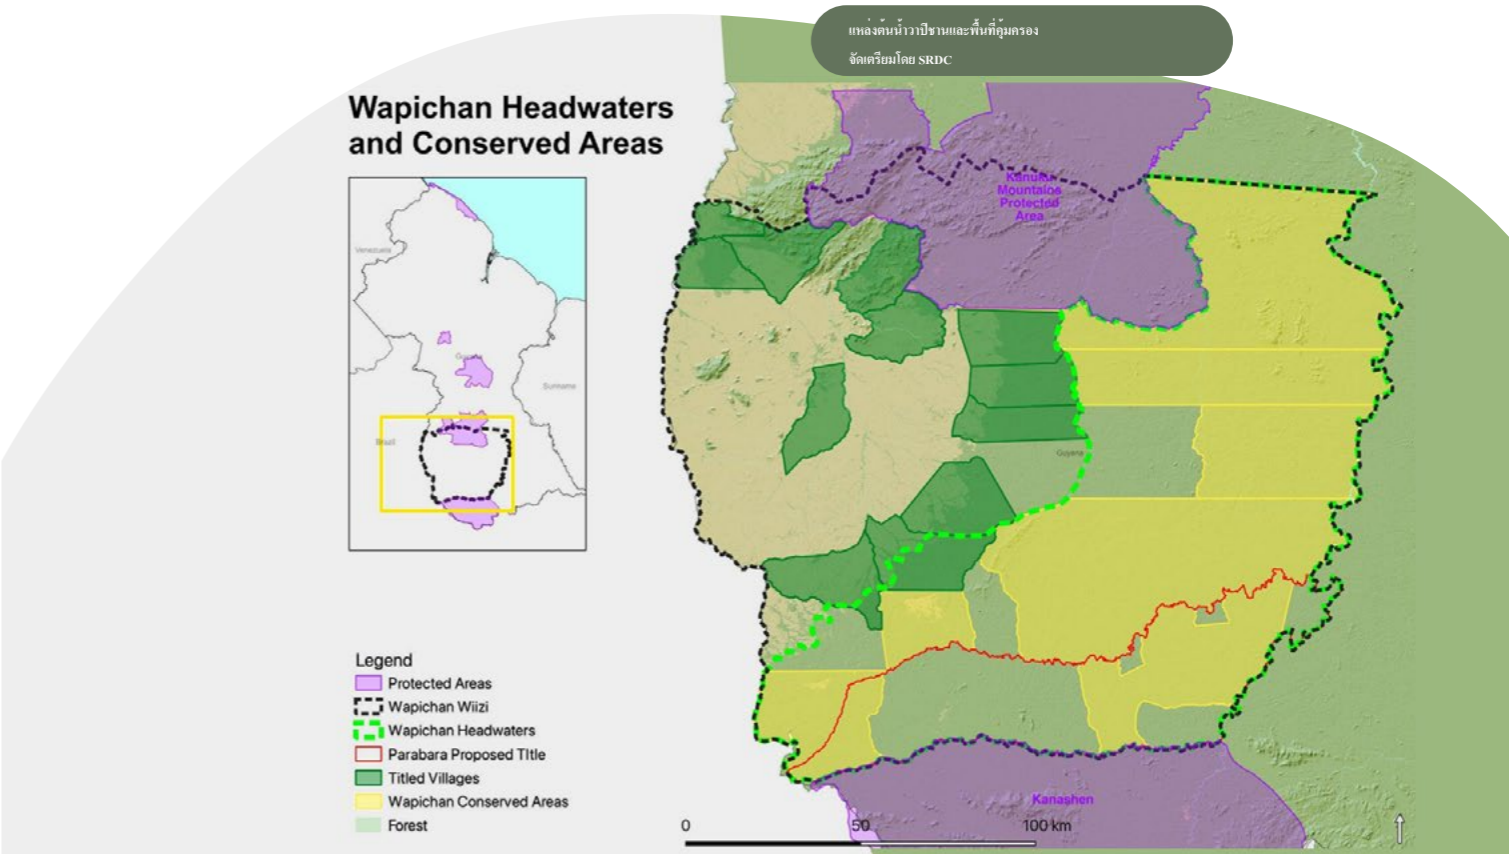 แหล่งต้นน้ำวาปิชานและพื้นที่คุ้มครอง
จัดเตรียมโดย SRDC
Wapichan Headwaters
and Conserved Areas
Venezuela
Guyana
Suriname
Brazil
Kanuku
Mountains
Protected
Area
Guyana
Kanashen
Legend
Protected Areas
Wapichan Wiizi
Wapichan Headwaters
Parabara Proposed TItle
Titled Villages
Wapichan Conserved Areas
Forest
0 50 100 km